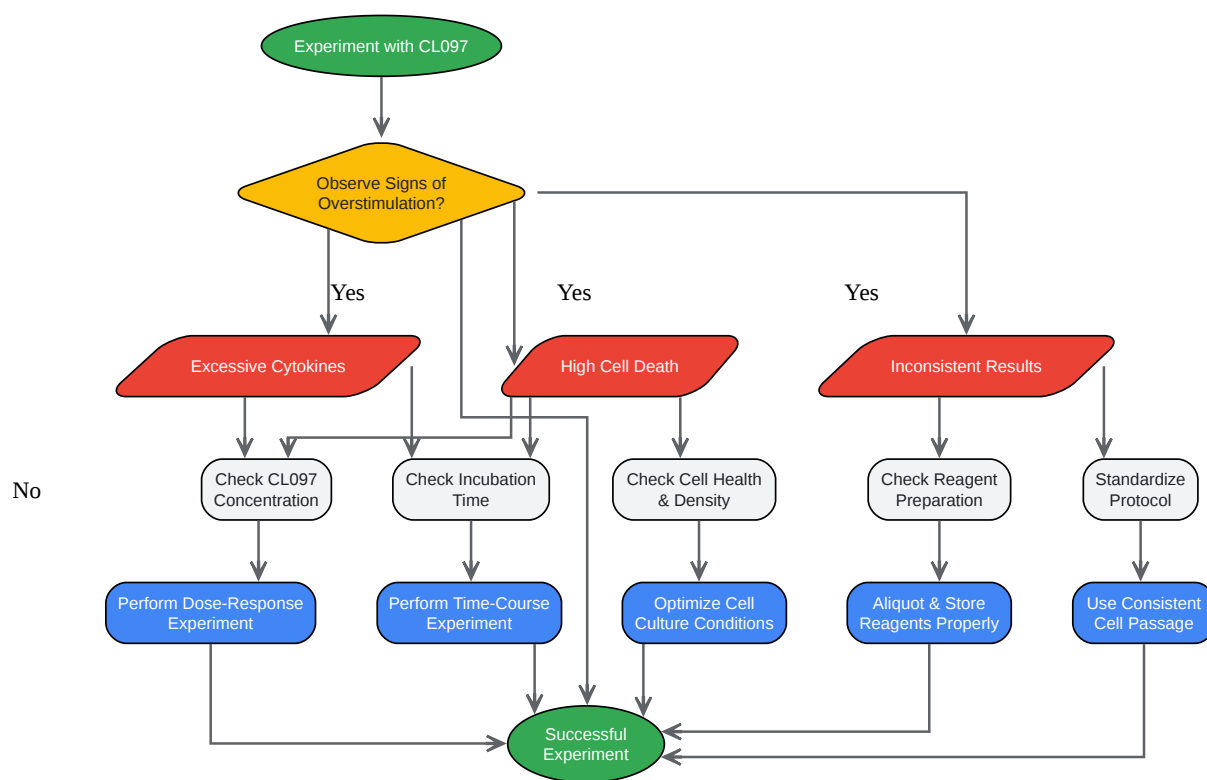 Experiment with CL097
Observe Signs of
Overstimulation?
Yes
Yes
Yes
Excessive Cytokines
High Cell Death
Inconsistent Results
No
Check CL097
Concentration
Check Incubation
Time
Check Cell Health
& Density
Check Reagent
Preparation
Standardize
Protocol
Perform Dose-Response
Experiment
Perform Time-Course
Experiment
Optimize Cell
Culture Conditions
Aliquot & Store
Reagents Properly
Use Consistent
Cell Passage
Successful
Experiment